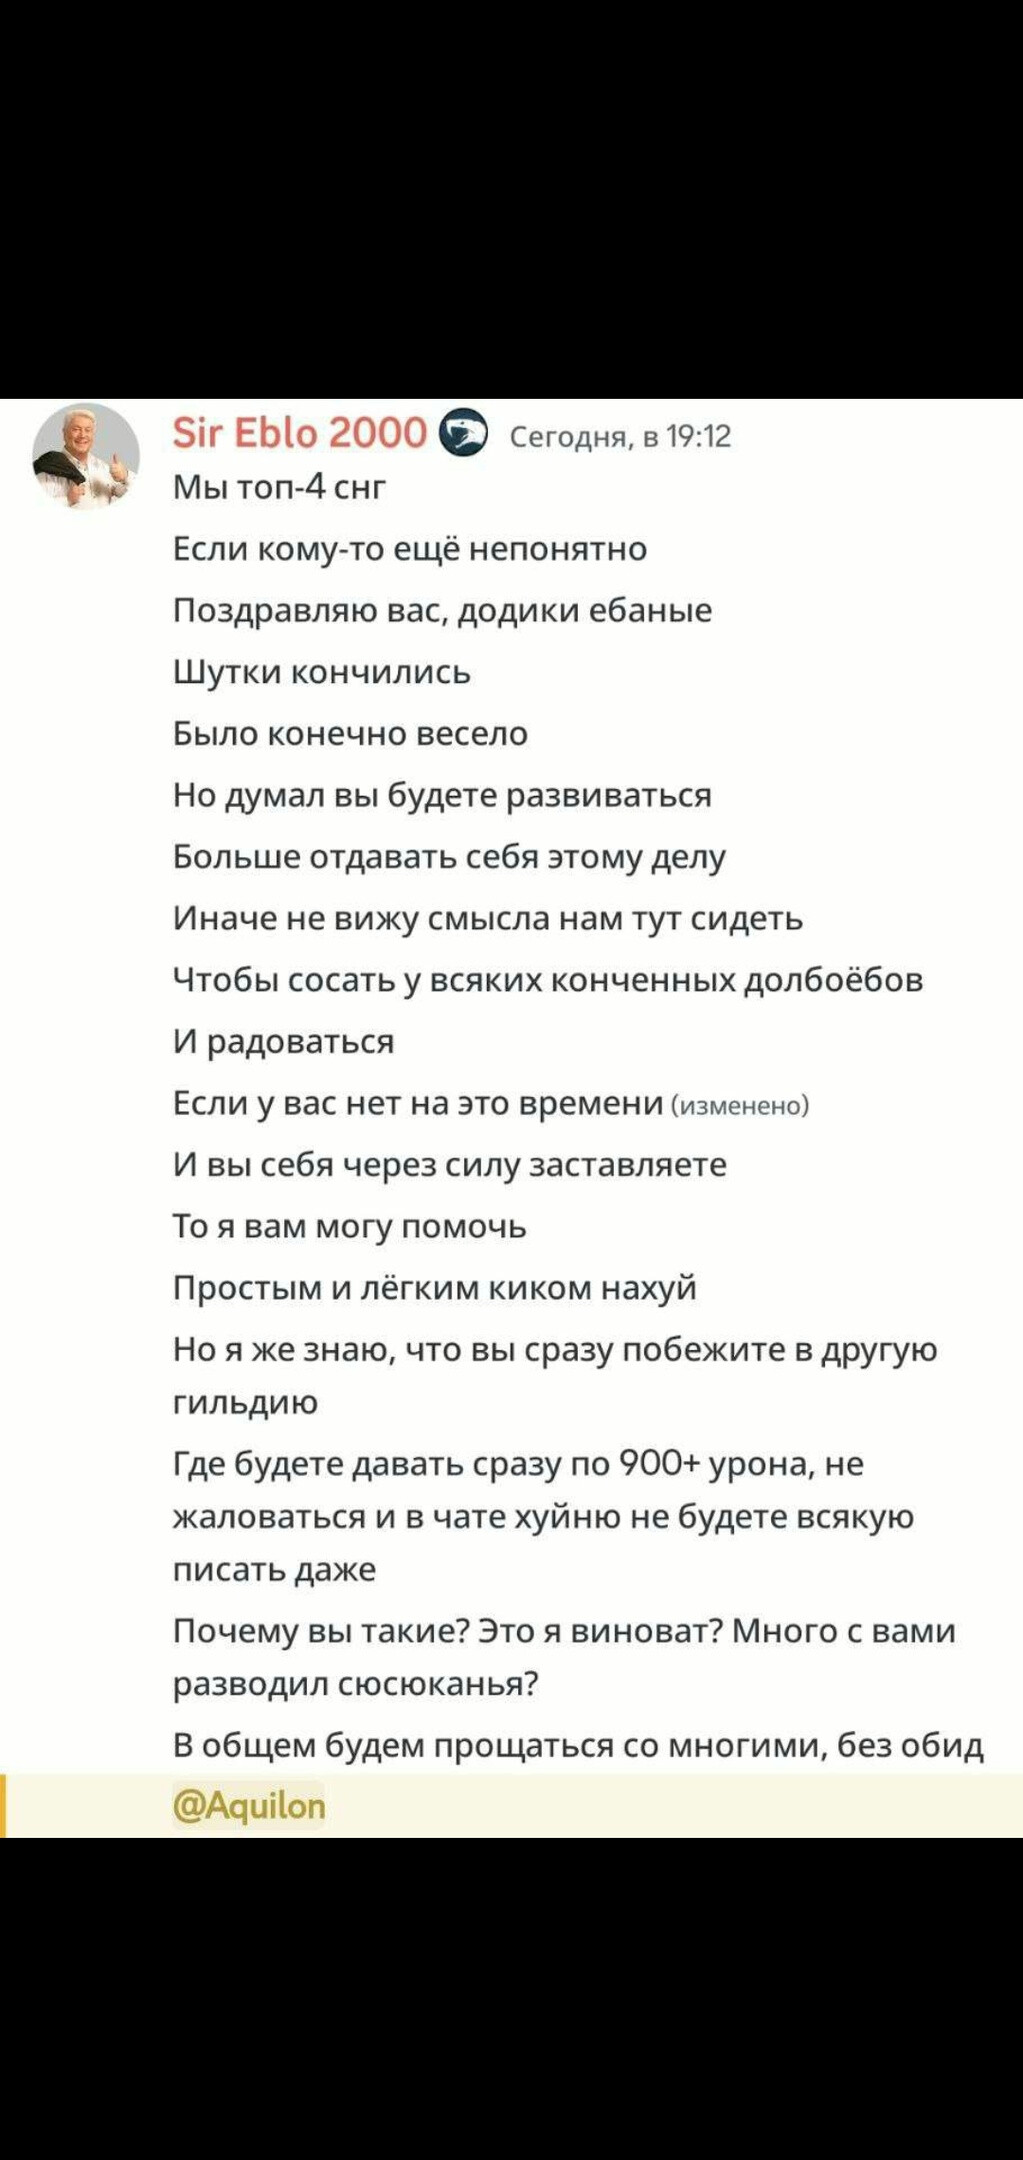 Sir Eblo 2000 Сегодня, в 19:12
Мы топ-4 снг
Если кому-то ещё непонятно
Поздравляю вас, додики ебаные
Шутки кончились
Было конечно весело
Но думал вы будете развиваться
Больше отдавать себя этому делу
Иначе не вижу смысла нам тут сидеть
Чтобы сосать у всяких конченных долбоёбов
И радоваться
Если у вас нет на это времени (изменено)
И вы себя через силу заставляете
То я вам могу помочь
Простым и лёгким киком нахуй
Но я же знаю, что вы сразу побежите в другую
гильдию
Где будете давать сразу по 900+ урона, не
жаловаться и в чате хуйню не будете всякую
писать даже
Почему вы такие? Это я виноват? Много с вами
разводил сюсюканья?
В общем будем прощаться со многими, без обид
@Aquilon